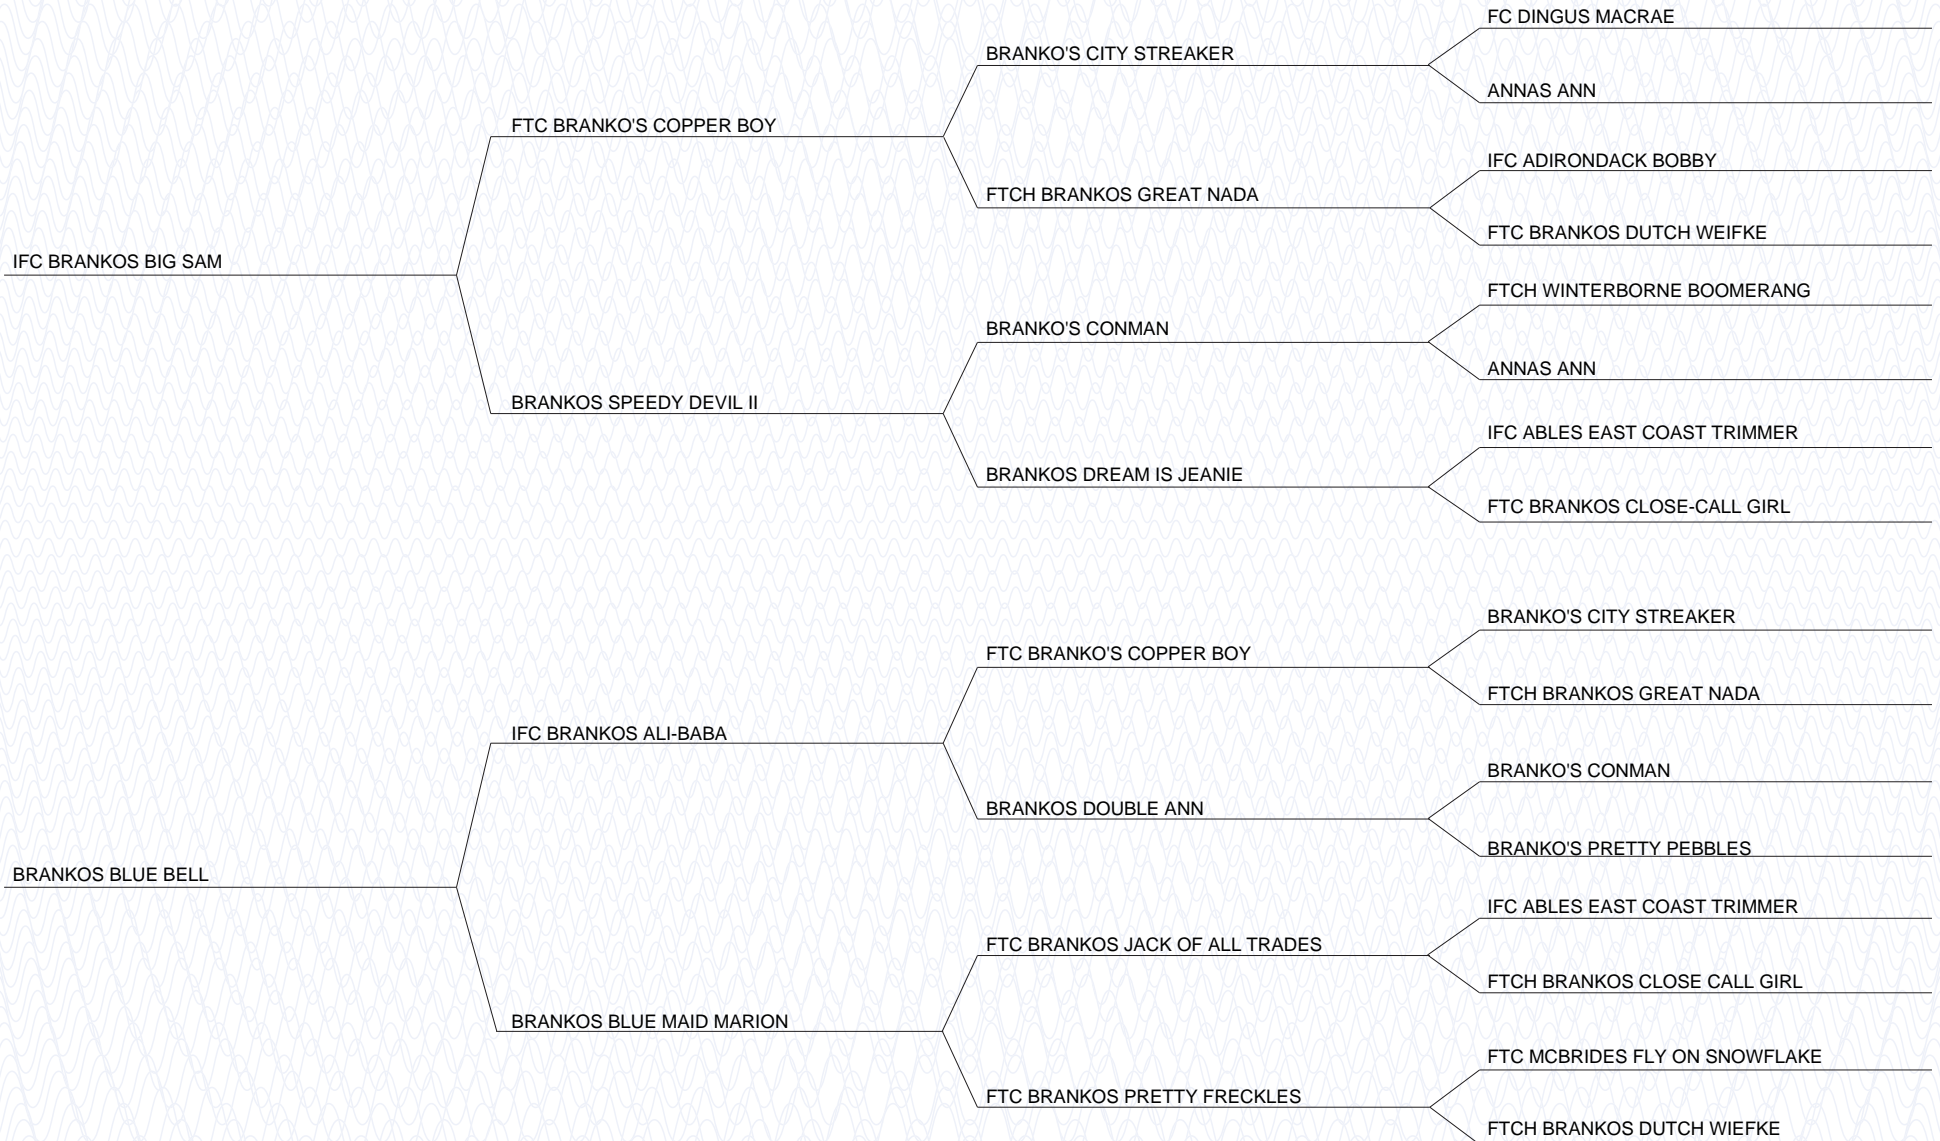 FC DINGUS MACRAE
BRANKO'S CITY STREAKER
ANNAS ANN
FTC BRANKO'S COPPER BOY
IFC ADIRONDACK BOBBY
FTCH BRANKOS GREAT NADA
FTC BRANKOS DUTCH WEIFKE
IFC BRANKOS BIG SAM
FTCH WINTERBORNE BOOMERANG
BRANKO'S CONMAN
ANNAS ANN
BRANKOS SPEEDY DEVIL II
IFC ABLES EAST COAST TRIMMER
BRANKOS DREAM IS JEANIE
FTC BRANKOS CLOSE-CALL GIRL
BRANKO'S CITY STREAKER
FTC BRANKO'S COPPER BOY
FTCH BRANKOS GREAT NADA
IFC BRANKOS ALI-BABA
BRANKO'S CONMAN
BRANKOS DOUBLE ANN
BRANKO'S PRETTY PEBBLES
BRANKOS BLUE BELL
IFC ABLES EAST COAST TRIMMER
FTC BRANKOS JACK OF ALL TRADES
FTCH BRANKOS CLOSE CALL GIRL
BRANKOS BLUE MAID MARION
FTC MCBRIDES FLY ON SNOWFLAKE
FTC BRANKOS PRETTY FRECKLES
FTCH BRANKOS DUTCH WIEFKE